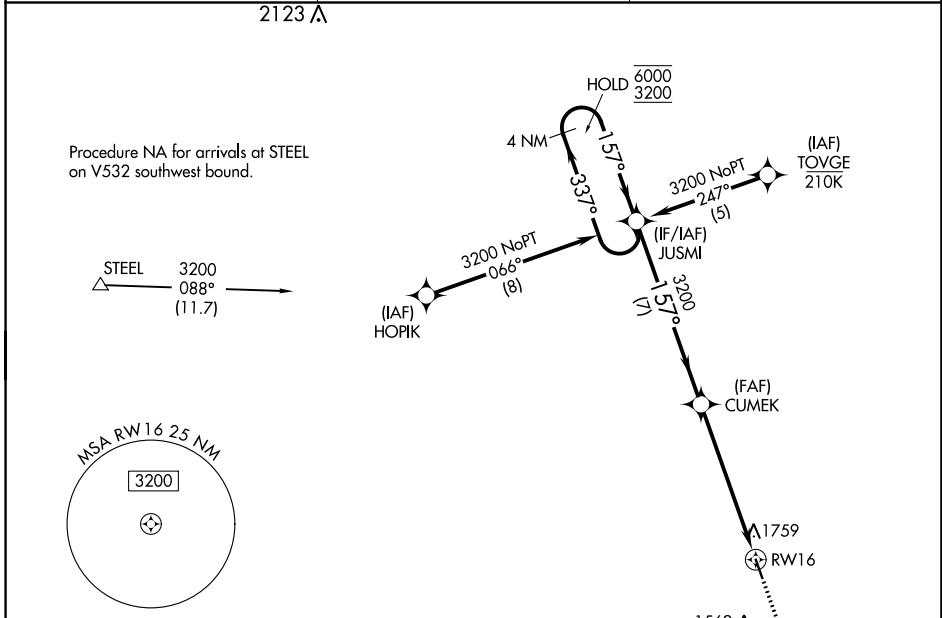 2123
HOLD 6000
3200
4 NM
157°
337°
Procedure NA for arrivals at STEEL
on V532 southwest bound.
(IAF)
TOVGE
210K
3200 NoPT
247°
(5)
(IF/IAF)
JUSMI
3200 NoPT
066°
(8)
STEEL
3200
088°
(11.7)
(IAF)
HOPIK
3200
157°
(7)
(FAF)
CUMEK
MSA RW16 25 NM
3200
1759
RW16